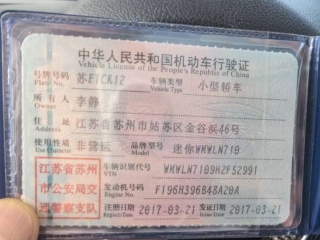 中华人民共和国机动车行驶证
Vehicle License of the People's Republic of China
号牌号码 苏E1CK1Z 车辆类型 小型轿车
Plate No. Vehicle Type
所有人 李静
Owner
住址 江苏省苏州市姑苏区金谷浜46号
Address
使用性质 非营运 品牌型号 迷你WMWLN710
Use Character Model
江苏省苏州 车辆识别代号 WMWLN7109HZF52991
VIN
市公安局交 发动机号码 F196H396B48A20A
Engine No.
通警察支队 注册日期 2017-03-21 发证日期 2017-03-21
Register Date Issue Date